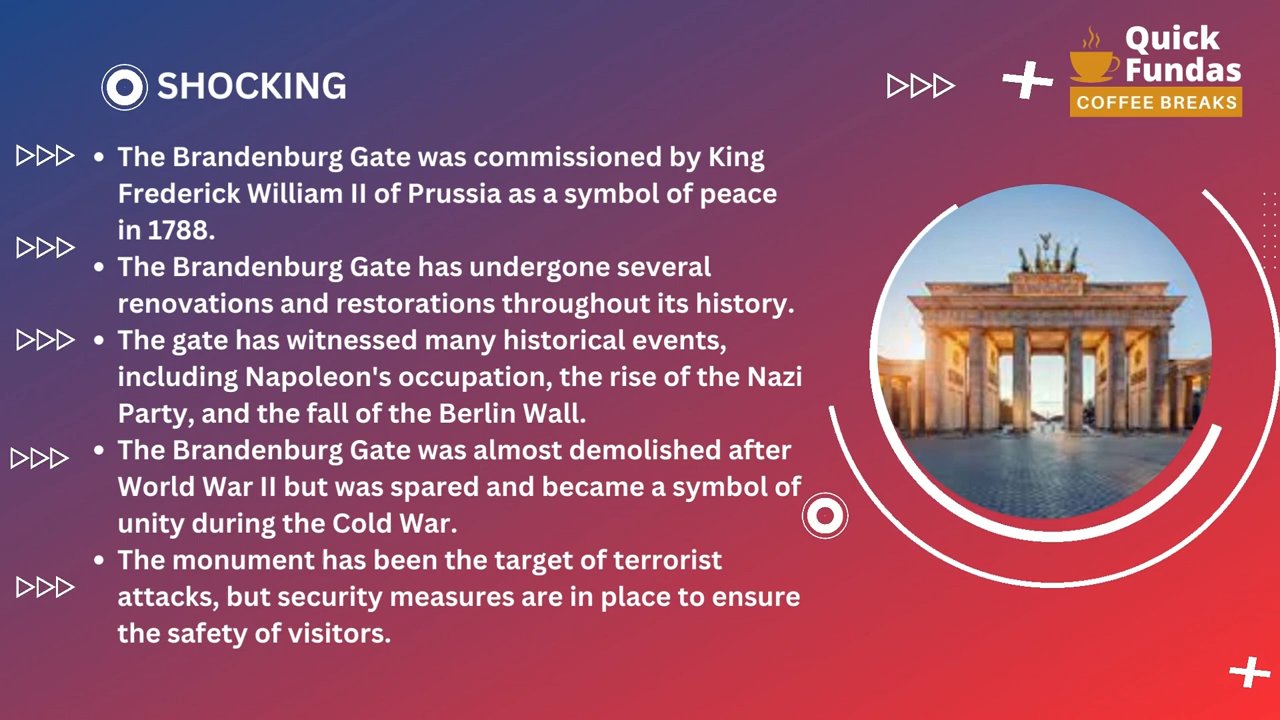 SHOCKING
Quick
Fundas
COFFEE BREAKS
• The Brandenburg Gate was commissioned by King
Frederick William II of Prussia as a symbol of peace
in 1788.
• The Brandenburg Gate has undergone several
renovations and restorations throughout its history.
• The gate has witnessed many historical events,
including Napoleon's occupation, the rise of the Nazi
Party, and the fall of the Berlin Wall.
• The Brandenburg Gate was almost demolished after
World War II but was spared and became a symbol of
unity during the Cold War.
• The monument has been the target of terrorist
attacks, but security measures are in place to ensure
the safety of visitors.